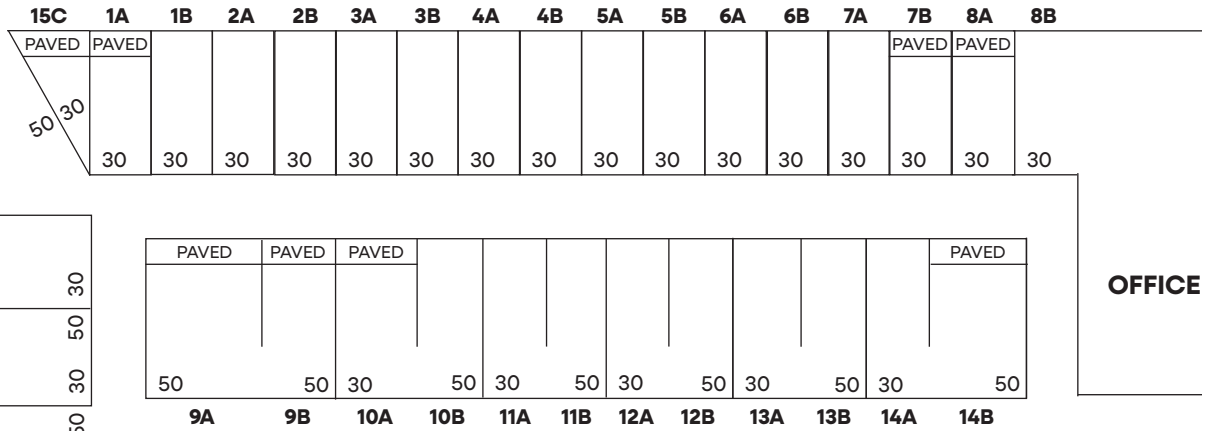 15C 1A 1B 2A 2B 3A 3B 4A 4B 5A 5B 6A 6B 7A 7B 8A 8B
PAVED PAVED PAVED PAVED
50 30
30 30 30 30 30 30 30 30 30 30 30 30 30 30 30 30
PAVED PAVED PAVED PAVED
30
OFFICE
50
30
50 50 30 50 30 50 30 50 30 50 30 50
9A 9B 10A 10B 11A 11B 12A 12B 13A 13B 14A 14B